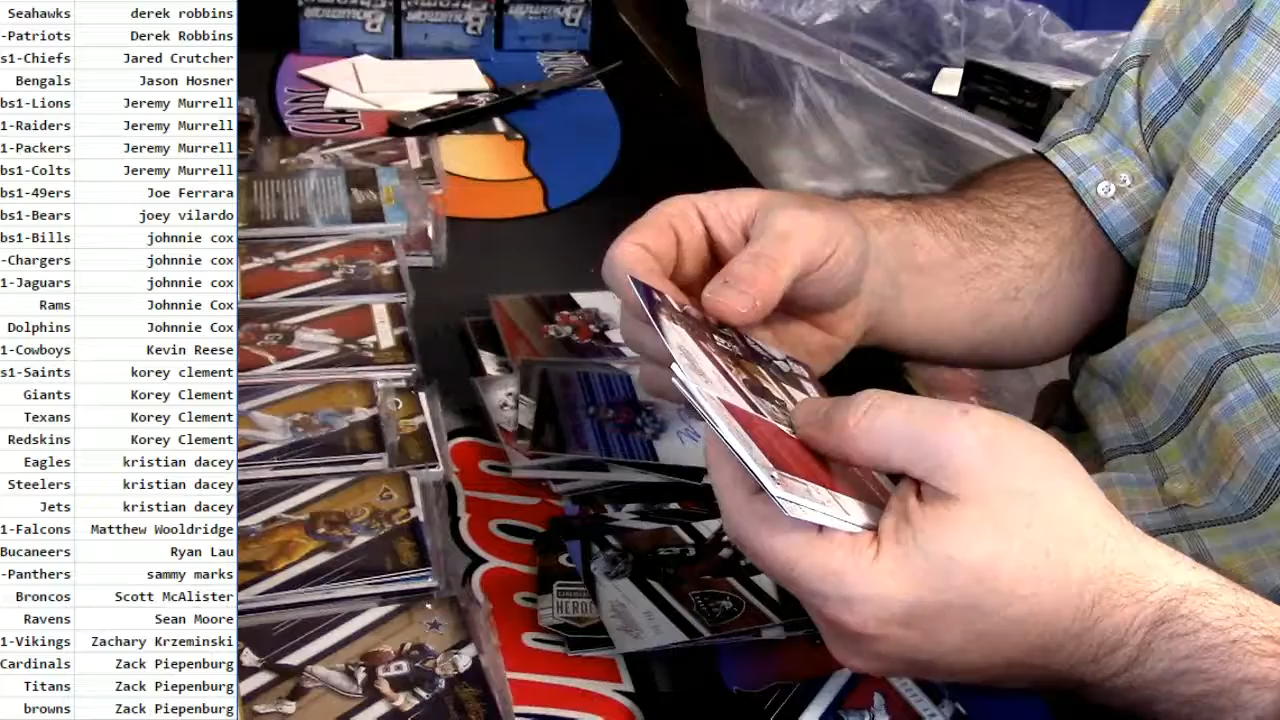 Seahawks derek robbins
-Patriots Derek Robbins
s1-Chiefs Jared Crutcher
Bengals Jason Hosner
bs1-Lions Jeremy Murrell
1-Raiders Jeremy Murrell
1-Packers Jeremy Murrell
bs1-Colts Jeremy Murrell
bs1-49ers Joe Ferrara
bs1-Bears joey vilardo
bs1-Bills johnnie cox
-Chargers johnnie cox
1-Jaguars johnnie cox
Rams Johnnie Cox
Dolphins Johnnie Cox
1-Cowboys Kevin Reese
s1-Saints korey clement
Giants Korey Clement
Texans Korey Clement
Redskins Korey Clement
Eagles kristian dacey
Steelers kristian dacey
Jets kristian dacey
1-Falcons Matthew Wooldridge
Bucaneers Ryan Lau
-Panthers sammy marks
Broncos Scott McAlister
Ravens Sean Moore
1-Vikings Zachary Krzeminski
Cardinals Zack Piepenburg
Titans Zack Piepenburg
browns Zack Piepenburg
Bowman Bowman Bowman
HEROES